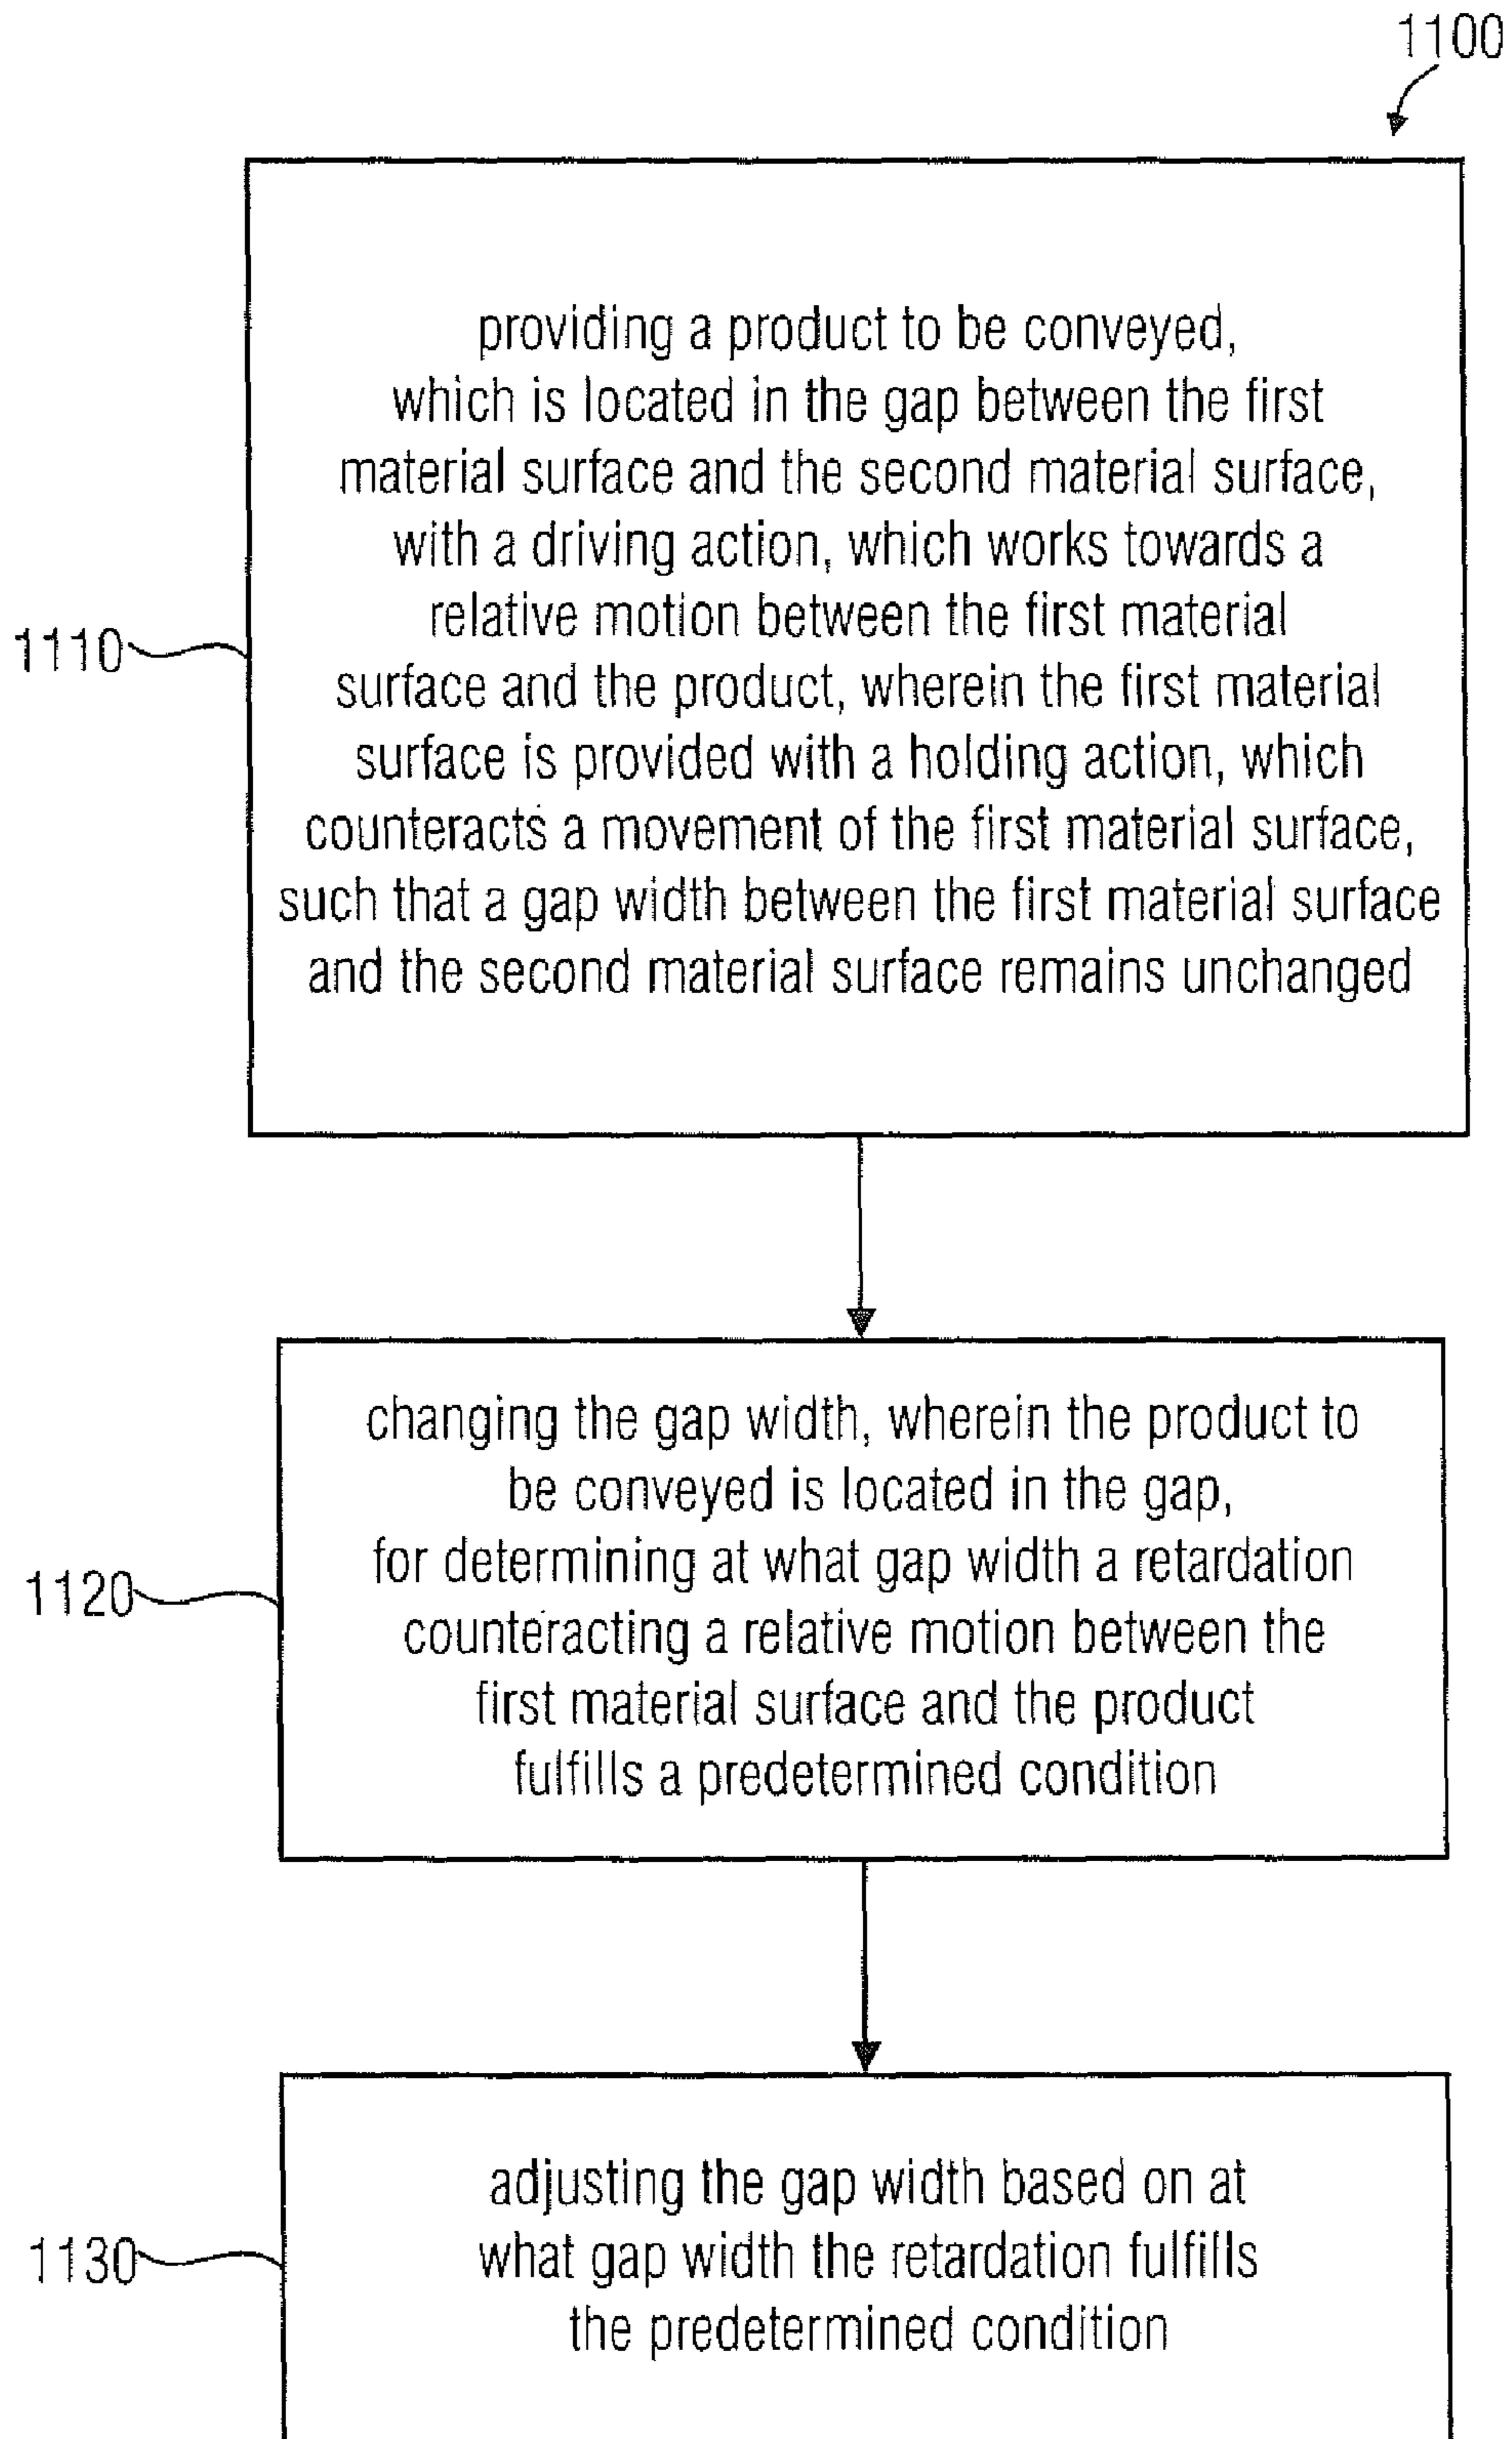 1100
providing a product to be conveyed,
which is located in the gap between the first
material surface and the second material surface,
with a driving action, which works towards a
relative motion between the first material
surface and the product, wherein the first material
surface is provided with a holding action, which
counteracts a movement of the first material surface,
such that a gap width between the first material surface
and the second material surface remains unchanged
1110
changing the gap width, wherein the product to
be conveyed is located in the gap,
for determining at what gap width a retardation
counteracting a relative motion between the
first material surface and the product
fulfills a predetermined condition
1120
adjusting the gap width based on at
what gap width the retardation fulfills
the predetermined condition
1130